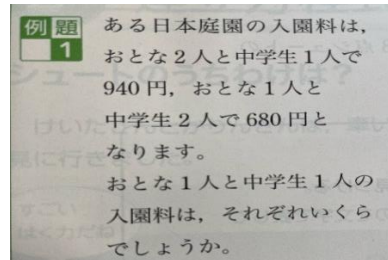 例題
1
ある日本庭園の入園料は，
おとな2人と中学生1人で
940円，おとな1人と
中学生2人で680円と
なります。
おとな1人と中学生1人の
入園料は，それぞれいくら
でしょうか。